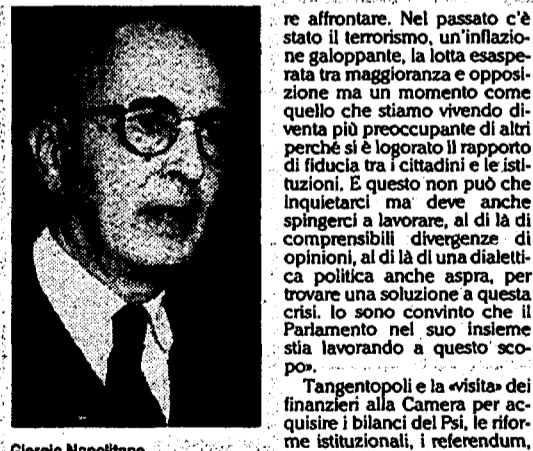 re affrontare. Nel passato c'è
stato il terrorismo, un'inflazio-
ne galoppante, la lotta esaspe-
rata tra maggioranza e opposi-
zione ma un momento come
quello che stiamo vivendo di-
venta più preoccupante di altri
perché si è logorato il rapporto
di fiducia tra i cittadini e le isti-
tuzioni. E questo non può che
inquietarci ma deve anche
spingerci a lavorare, al di là di
comprensibili divergenze di
opinioni, al di là di una dialetti-
ca politica anche aspra, per
trovare una soluzione a questa
crisi. Io sono convinto che il
Parlamento nel suo insieme
stia lavorando a questo sco-
po».
Tangentopoli e la «visita» dei
finanzieri alla Camera per ac-
quisire i bilanci del Psi, le rifor-
me istituzionali, i referendum,
Giorgio Napolitano